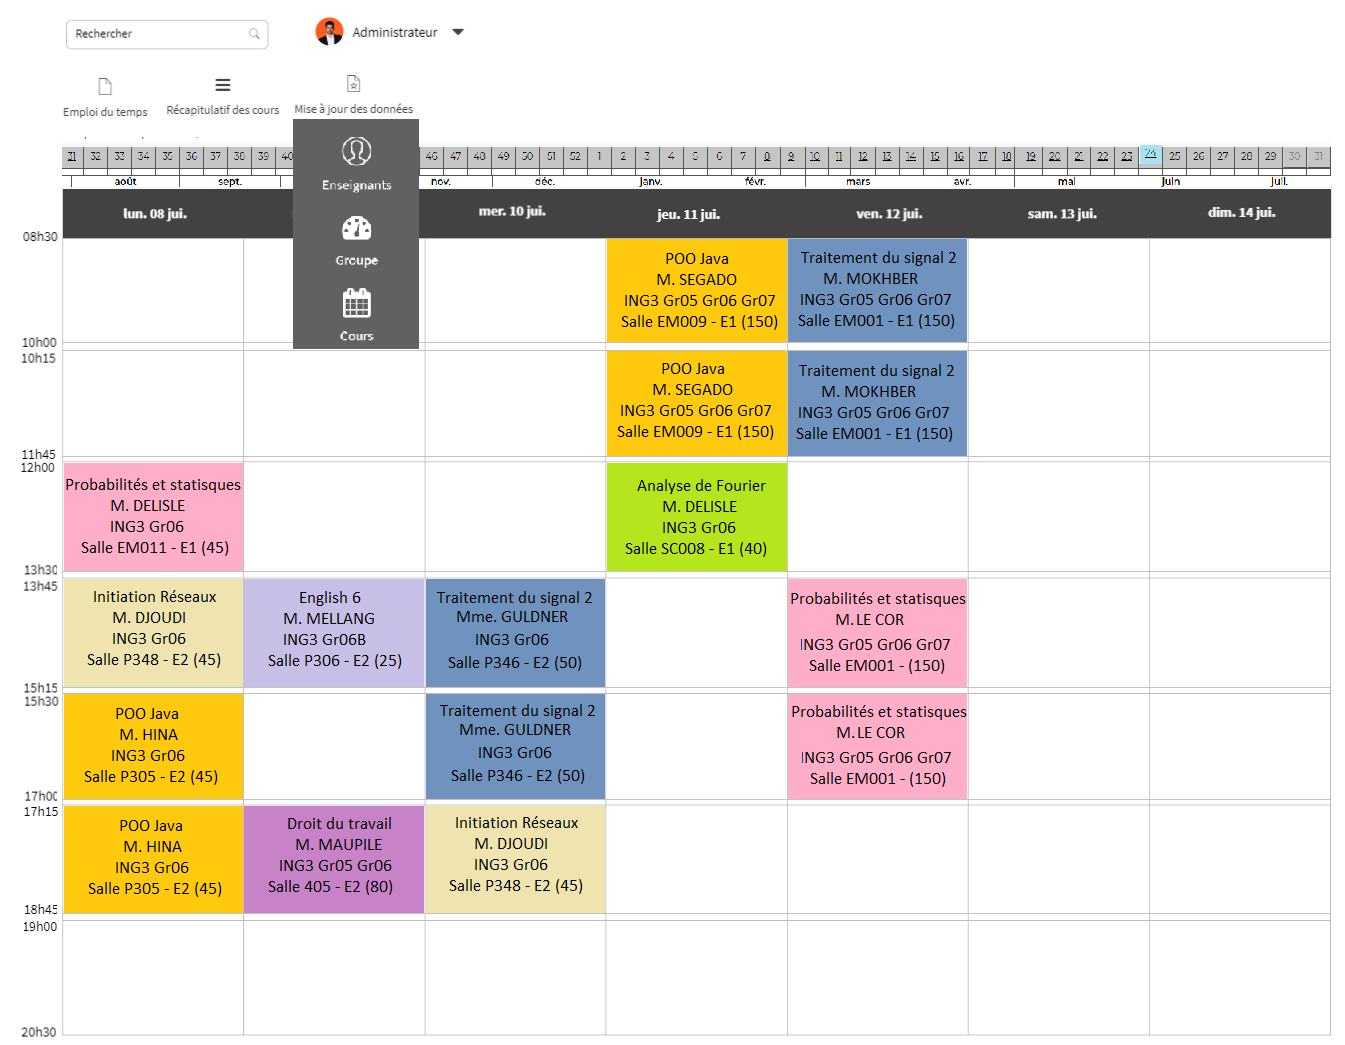 Rechercher
Administrateur
Emploi du temps
Récapitulatif des cours
Mise à jour des données
31 32 33 34 35 36 37 38 39 46 47 48 49 50 51 52 1 2 3 4 5 6 7 8 9 10 11 12 13 14 15 16 17 18 19 20 21 22 23 24 25 26 27 28 29 30 31
août sept. nov. déc. janv. févr. mars avr. mai juin juil.
Enseignants
Groupe
Cours
lun. 08 jui.
mer. 10 jui.
jeu. 11 jui.
ven. 12 jui.
sam. 13 jui.
dim. 14 jui.
08h30
POO Java
M. SEGADO
ING3 Gr05 Gr06 Gr07
Salle EM009 - E1 (150)
Traitement du signal 2
M. MOKHBER
ING3 Gr05 Gr06 Gr07
Salle EM001 - E1 (150)
10h00
10h15
POO Java
M. SEGADO
ING3 Gr05 Gr06 Gr07
Salle EM009 - E1 (150)
Traitement du signal 2
M. MOKHBER
ING3 Gr05 Gr06 Gr07
Salle EM001 - E1 (150)
11h45
12h00
Probabilités et statisques
M. DELISLE
ING3 Gr06
Salle EM011 - E1 (45)
Analyse de Fourier
M. DELISLE
ING3 Gr06
Salle SC008 - E1 (40)
13h30
13h45
Initiation Réseaux
M. DJOUDI
ING3 Gr06
Salle P348 - E2 (45)
English 6
M. MELLANG
ING3 Gr06B
Salle P306 - E2 (25)
Traitement du signal 2
Mme. GULDNER
ING3 Gr06
Salle P346 - E2 (50)
Probabilités et statisques
M. LE COR
ING3 Gr05 Gr06 Gr07
Salle EM001 - (150)
15h15
15h30
POO Java
M. HINA
ING3 Gr06
Salle P305 - E2 (45)
Traitement du signal 2
Mme. GULDNER
ING3 Gr06
Salle P346 - E2 (50)
Probabilités et statisques
M. LE COR
ING3 Gr05 Gr06 Gr07
Salle EM001 - (150)
17h00
17h15
POO Java
M. HINA
ING3 Gr06
Salle P305 - E2 (45)
Droit du travail
M. MAUPILE
ING3 Gr05 Gr06
Salle 405 - E2 (80)
Initiation Réseaux
M. DJOUDI
ING3 Gr06
Salle P348 - E2 (45)
18h45
19h00
20h30